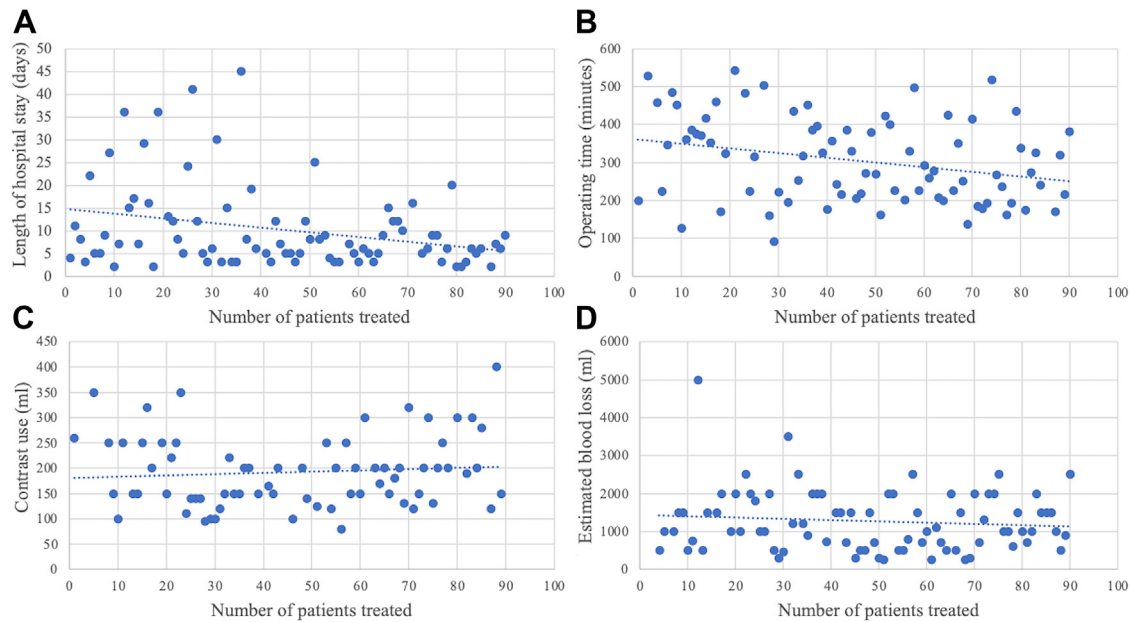 A
Length of hospital stay (days)
50
45
40
35
30
25
20
15
10
5
0
0 10 20 30 40 50 60 70 80 90 100
Number of patients treated
B
Operating time (minutes)
600
500
400
300
200
100
0
0 10 20 30 40 50 60 70 80 90 100
Number of patients treated
C
Contrast use (ml)
450
400
350
300
250
200
150
100
50
0
0 10 20 30 40 50 60 70 80 90 100
Number of patients treated
D
Estimated blood loss (ml)
6000
5000
4000
3000
2000
1000
0
0 10 20 30 40 50 60 70 80 90 100
Number of patients treated